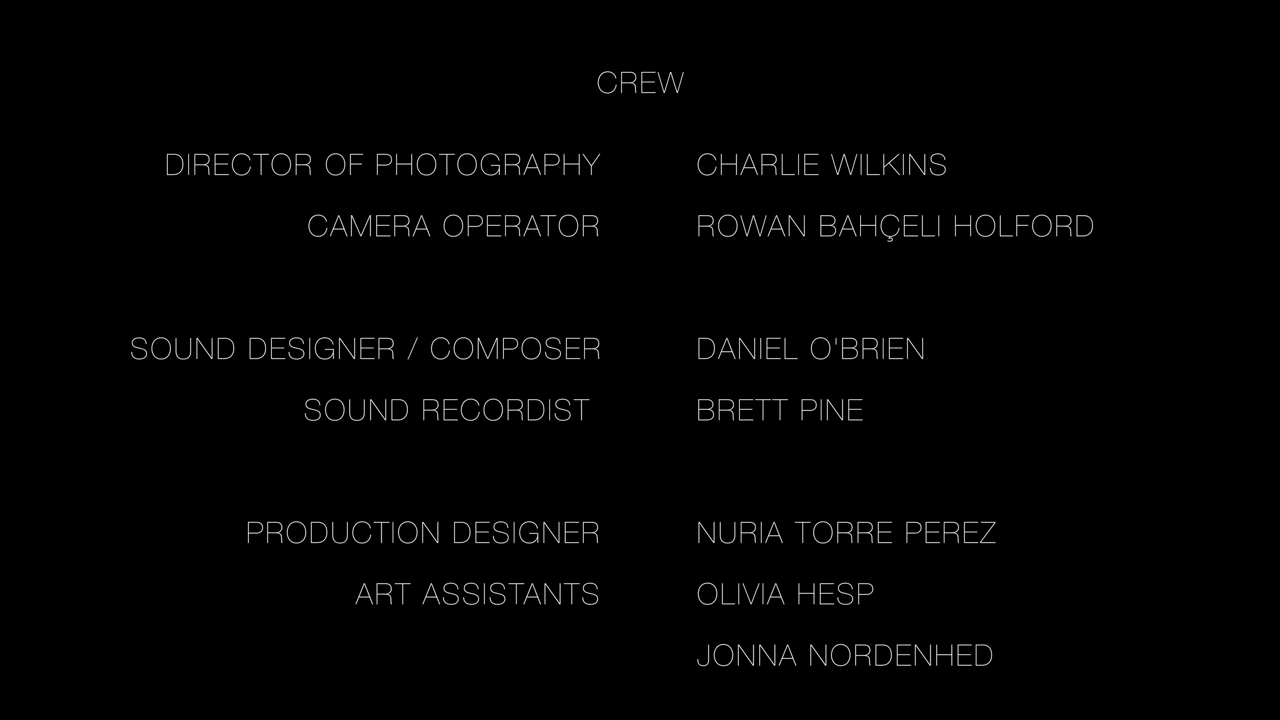 CREW
DIRECTOR OF PHOTOGRAPHY CHARLIE WILKINS
CAMERA OPERATOR ROWAN BAHÇELI HOLFORD
SOUND DESIGNER / COMPOSER DANIEL O'BRIEN
SOUND RECORDIST BRETT PINE
PRODUCTION DESIGNER NURIA TORRE PEREZ
ART ASSISTANTS OLIVIA HESP
JONNA NORDENHED